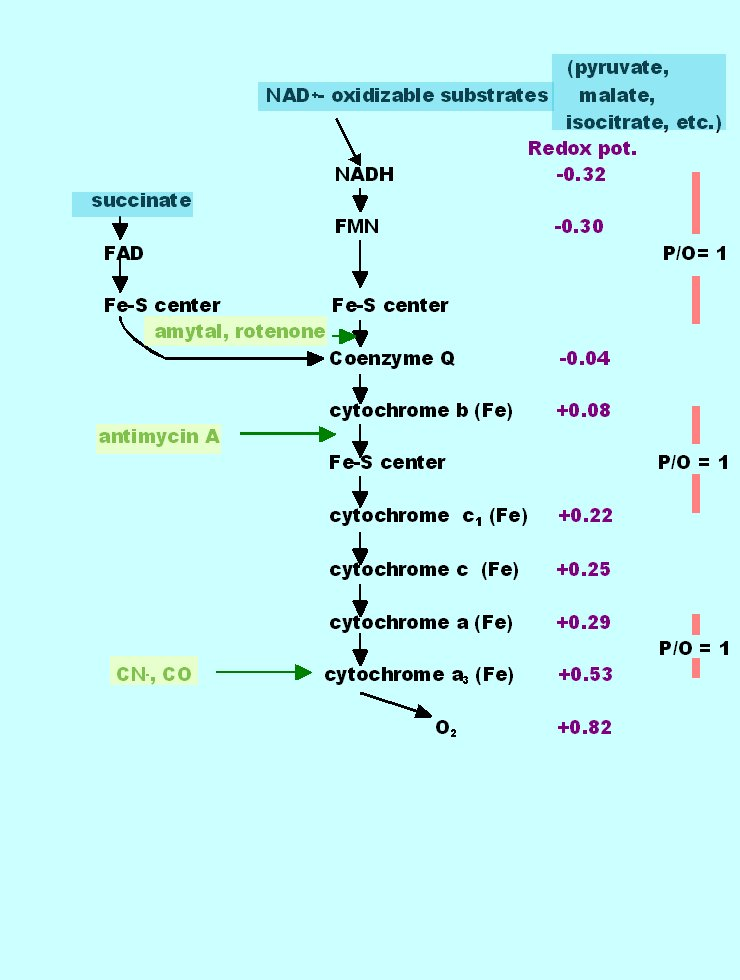 (pyruvate,
NAD+- oxidizable substrates malate,
isocitrate, etc.)
Redox pot.
NADH -0.32
succinate
FMN -0.30
FAD P/O= 1
Fe-S center Fe-S center
amytal, rotenone
Coenzyme Q -0.04
cytochrome b (Fe) +0.08
antimycin A
Fe-S center P/O = 1
cytochrome c₁ (Fe) +0.22
cytochrome c (Fe) +0.25
cytochrome a (Fe) +0.29
P/O = 1
CN-, CO cytochrome a₃ (Fe) +0.53
O₂ +0.82